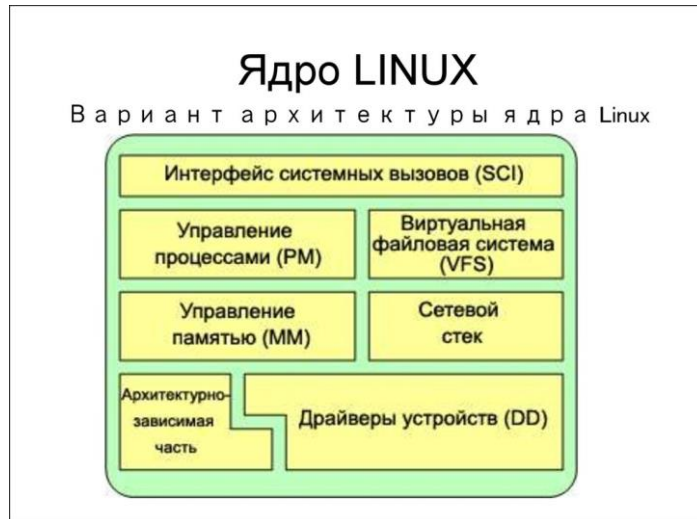 Ядро LINUX
Вариант архитектуры ядра Linux
Интерфейс системных вызовов (SCI)
Управление
процессами (PM)
Виртуальная
файловая система
(VFS)
Управление
памятью (MM)
Сетевой
стек
Архитектурно-
зависимая
часть
Драйверы устройств (DD)